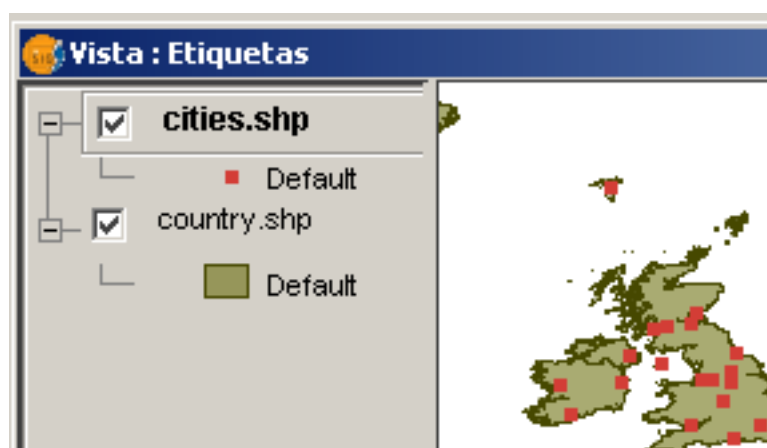 Vista : Etiquetas
cities.shp
Default
country.shp
Default